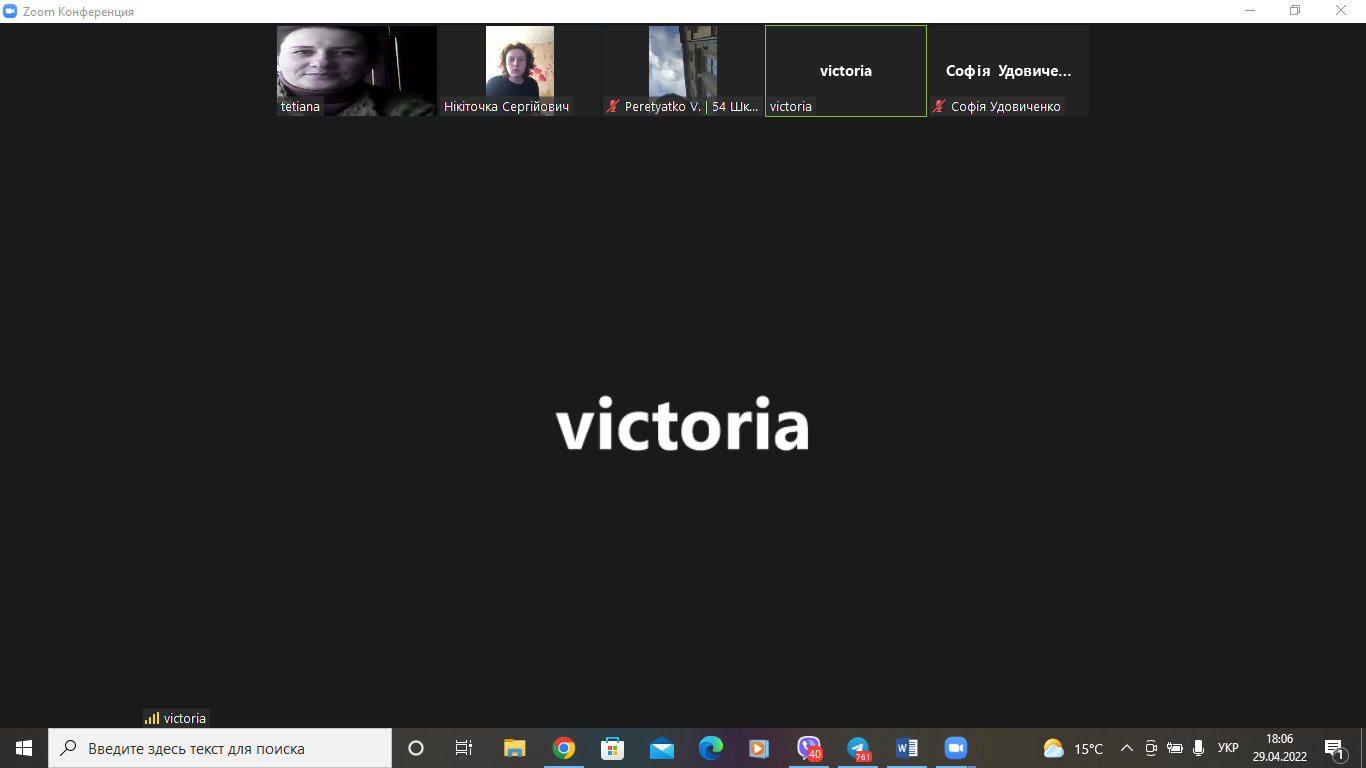 Zoom Конференция
victoria
Софія Удовиче...
tetiana
Нікіточка Сергійович
Peretyatko V. | 54 Шк...
victoria
Софія Удовиченко
victoria
victoria
Введите здесь текст для поиска
40
761
15°C
УКР
18:06
29.04.2022
1